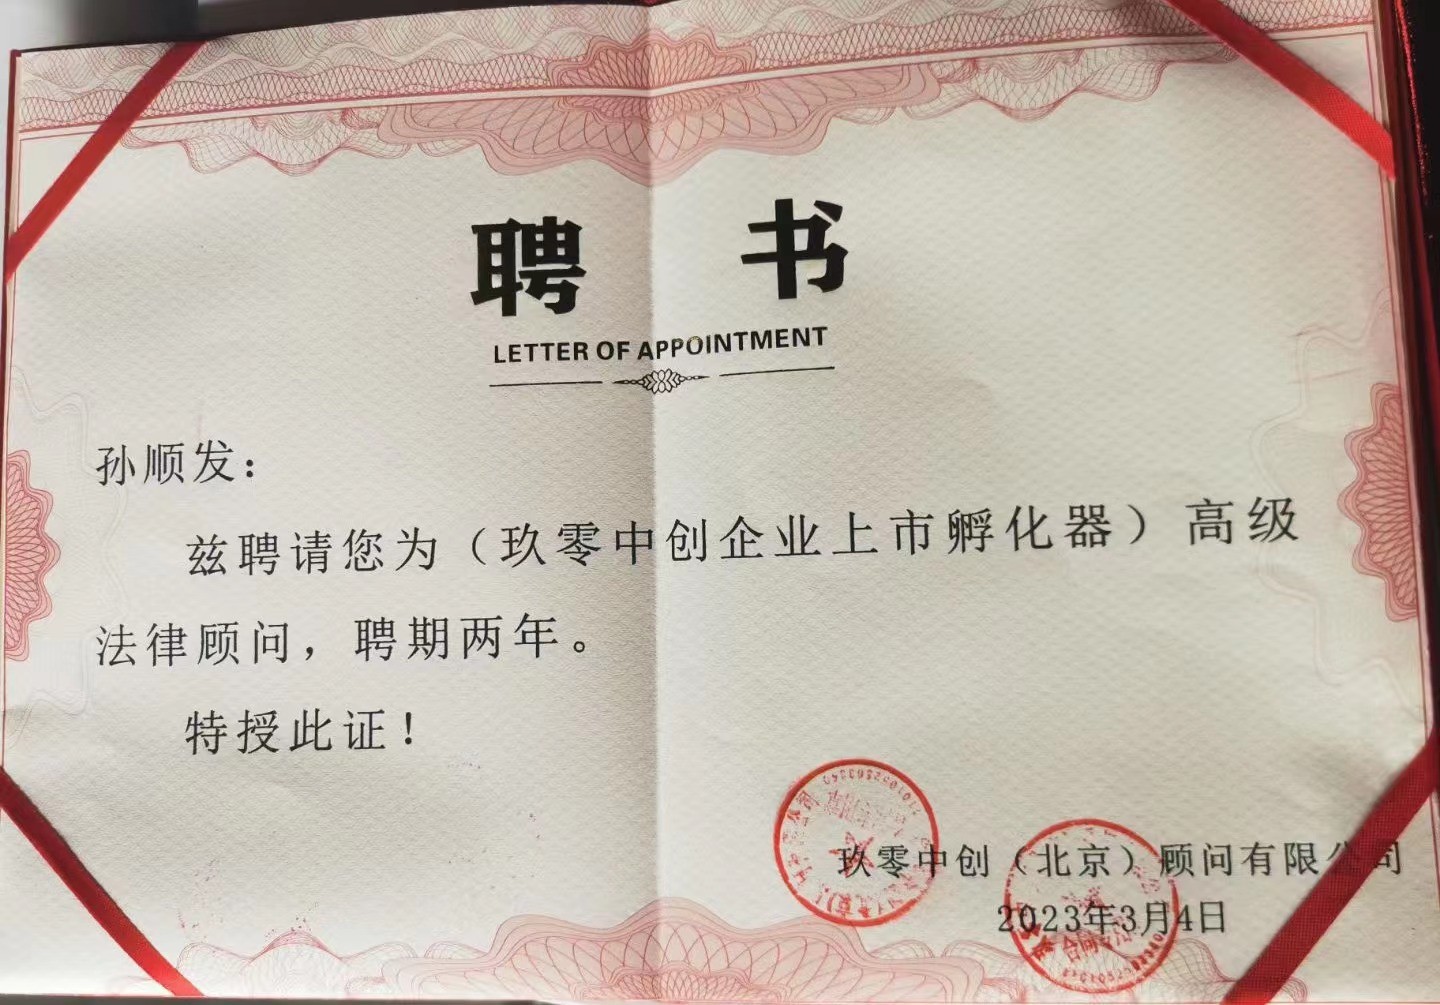 聘 书
LETTER OF APPOINTMENT
孙顺发：
兹聘请您为（玖零中创企业上市孵化器）高级
法律顾问，聘期两年。
特授此证！
玖零中创（北京）顾问有限公司
2023年3月4日